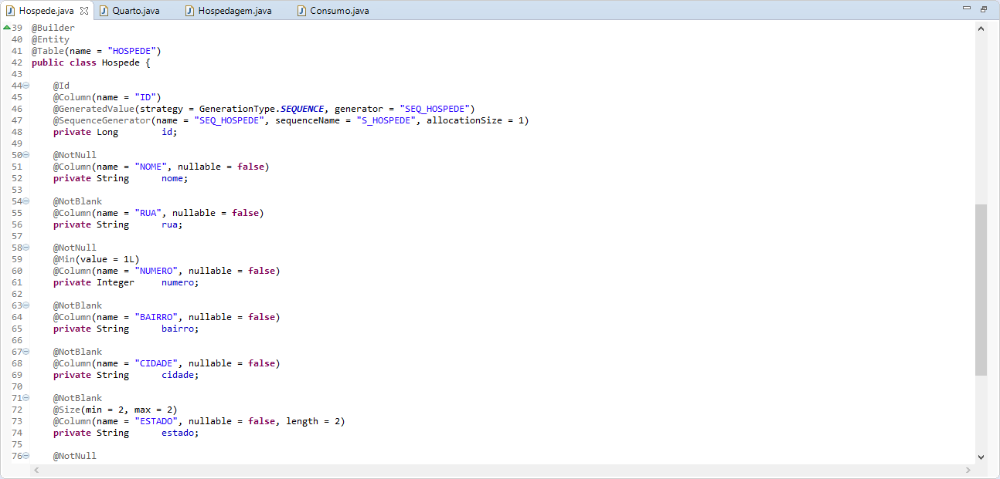 Hospede.java Quarto.java Hospedagem.java Consumo.java
39 @Builder
40 @Entity
41 @Table(name = "HOSPEDE")
42 public class Hospede {
43
44 @Id
45 @Column(name = "ID")
46 @GeneratedValue(strategy = GenerationType.SEQUENCE, generator = "SEQ_HOSPEDE")
47 @SequenceGenerator(name = "SEQ_HOSPEDE", sequenceName = "S_HOSPEDE", allocationSize = 1)
48 private Long id;
49
50 @NotNull
51 @Column(name = "NOME", nullable = false)
52 private String nome;
53
54 @NotBlank
55 @Column(name = "RUA", nullable = false)
56 private String rua;
57
58 @NotNull
59 @Min(value = 1L)
60 @Column(name = "NUMERO", nullable = false)
61 private Integer numero;
62
63 @NotBlank
64 @Column(name = "BAIRRO", nullable = false)
65 private String bairro;
66
67 @NotBlank
68 @Column(name = "CIDADE", nullable = false)
69 private String cidade;
70
71 @NotBlank
72 @Size(min = 2, max = 2)
73 @Column(name = "ESTADO", nullable = false, length = 2)
74 private String estado;
75
76 @NotNull